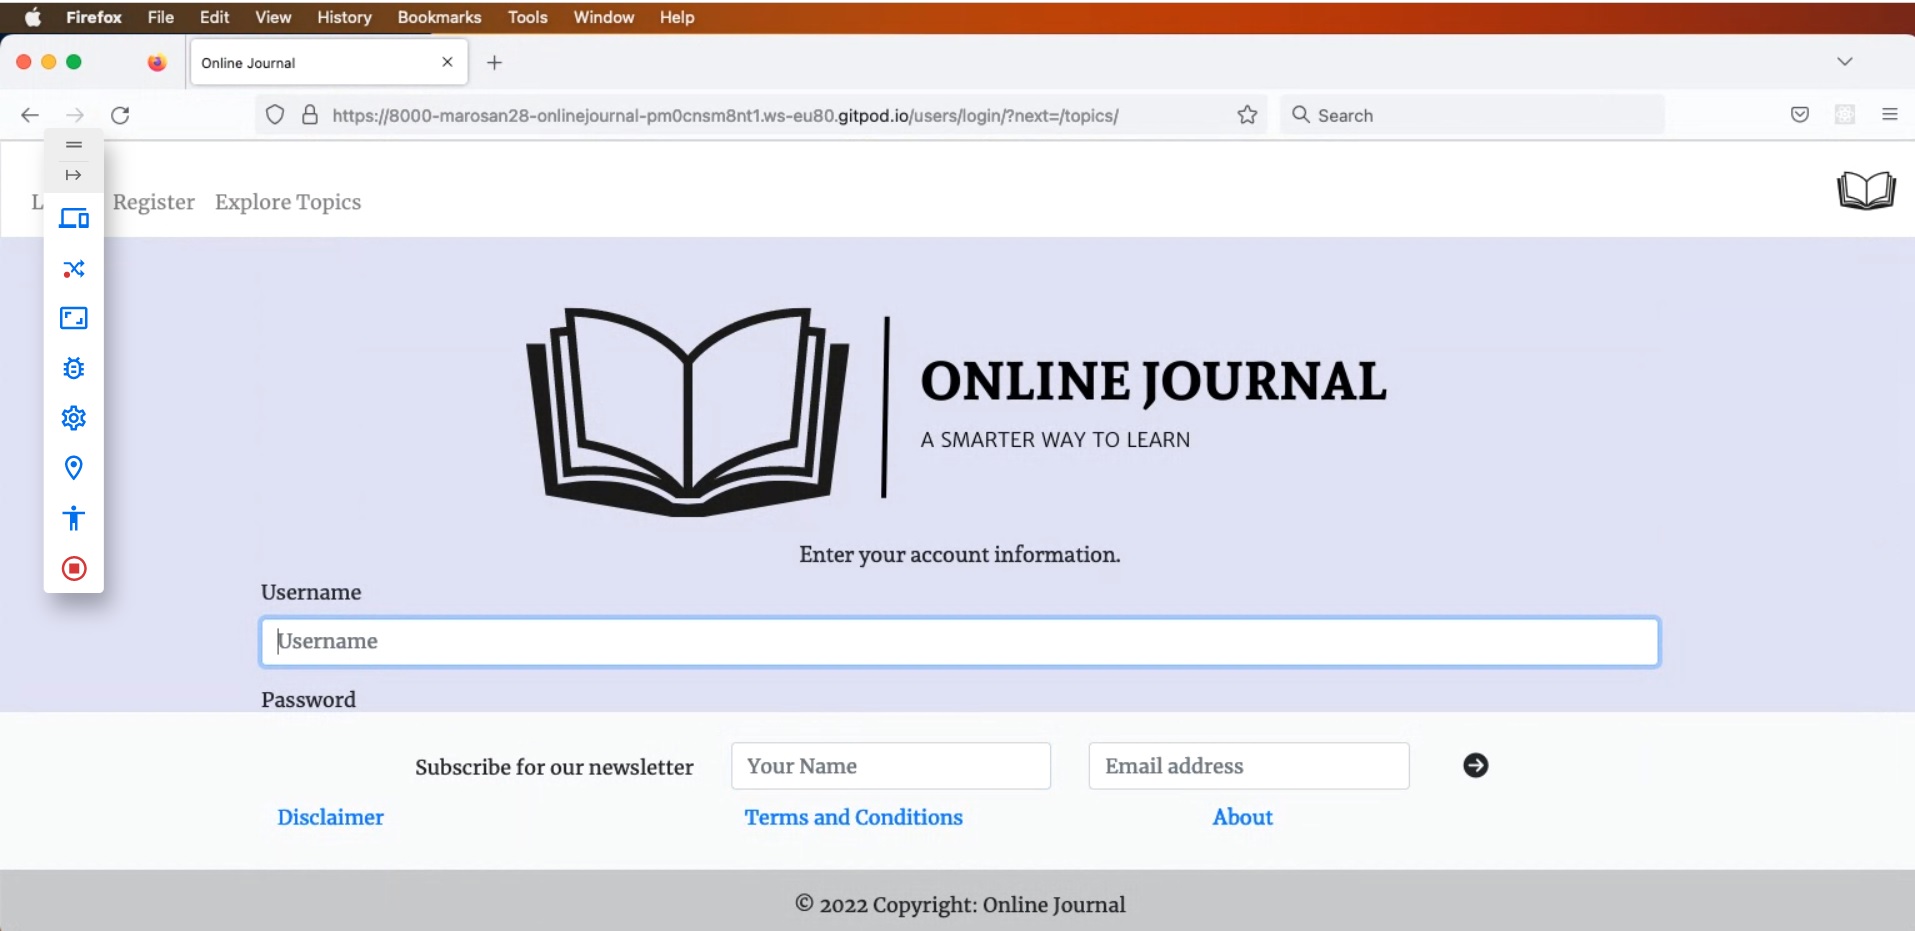 Firefox File Edit View History Bookmarks Tools Window Help
Online Journal
https://8000-marosan28-onlinejournal-pm0cnsm8nt1.ws-eu80.gitpod.io/users/login/?next=/topics/
Search
Register Explore Topics
ONLINE JOURNAL
A SMARTER WAY TO LEARN
Enter your account information.
Username
Username
Password
Subscribe for our newsletter Your Name Email address
Disclaimer Terms and Conditions About
© 2022 Copyright: Online Journal